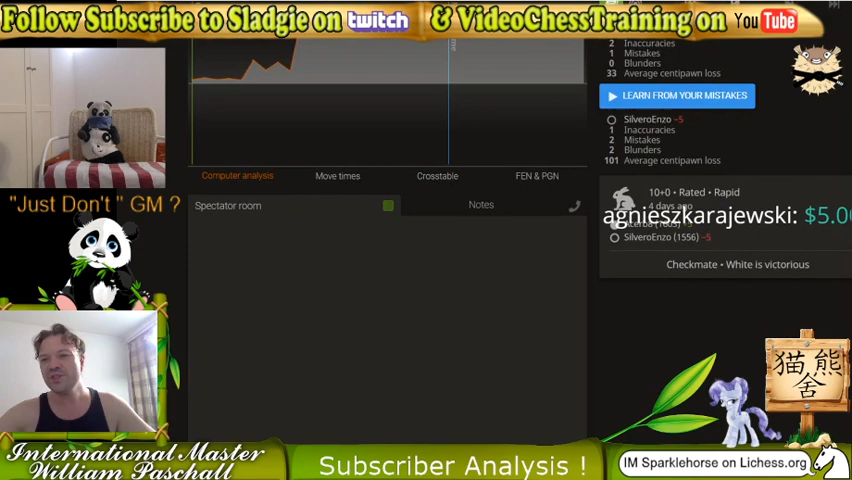 Follow Subscribe to Sladgie on twitch & VideoChessTraining on YouTube
2
Inaccuracies
1
Mistakes
0
Blunders
33
Average centipawn loss
LEARN FROM YOUR MISTAKES
SilveroEnzo −5
1
Inaccuracies
2
Mistakes
2
Blunders
101
Average centipawn loss
Computer analysis
Move times
Crosstable
FEN & PGN
"Just Don't " GM ?
Spectator room
Notes
10+0 • Rated • Rapid
4 days ago
agnieszkarajewski: $5.00
SilveroEnzo (1556) −5
Checkmate • White is victorious
猫熊
舍
International Master
William Paschall
Subscriber Analysis !
IM Sparklehorse on Lichess.org